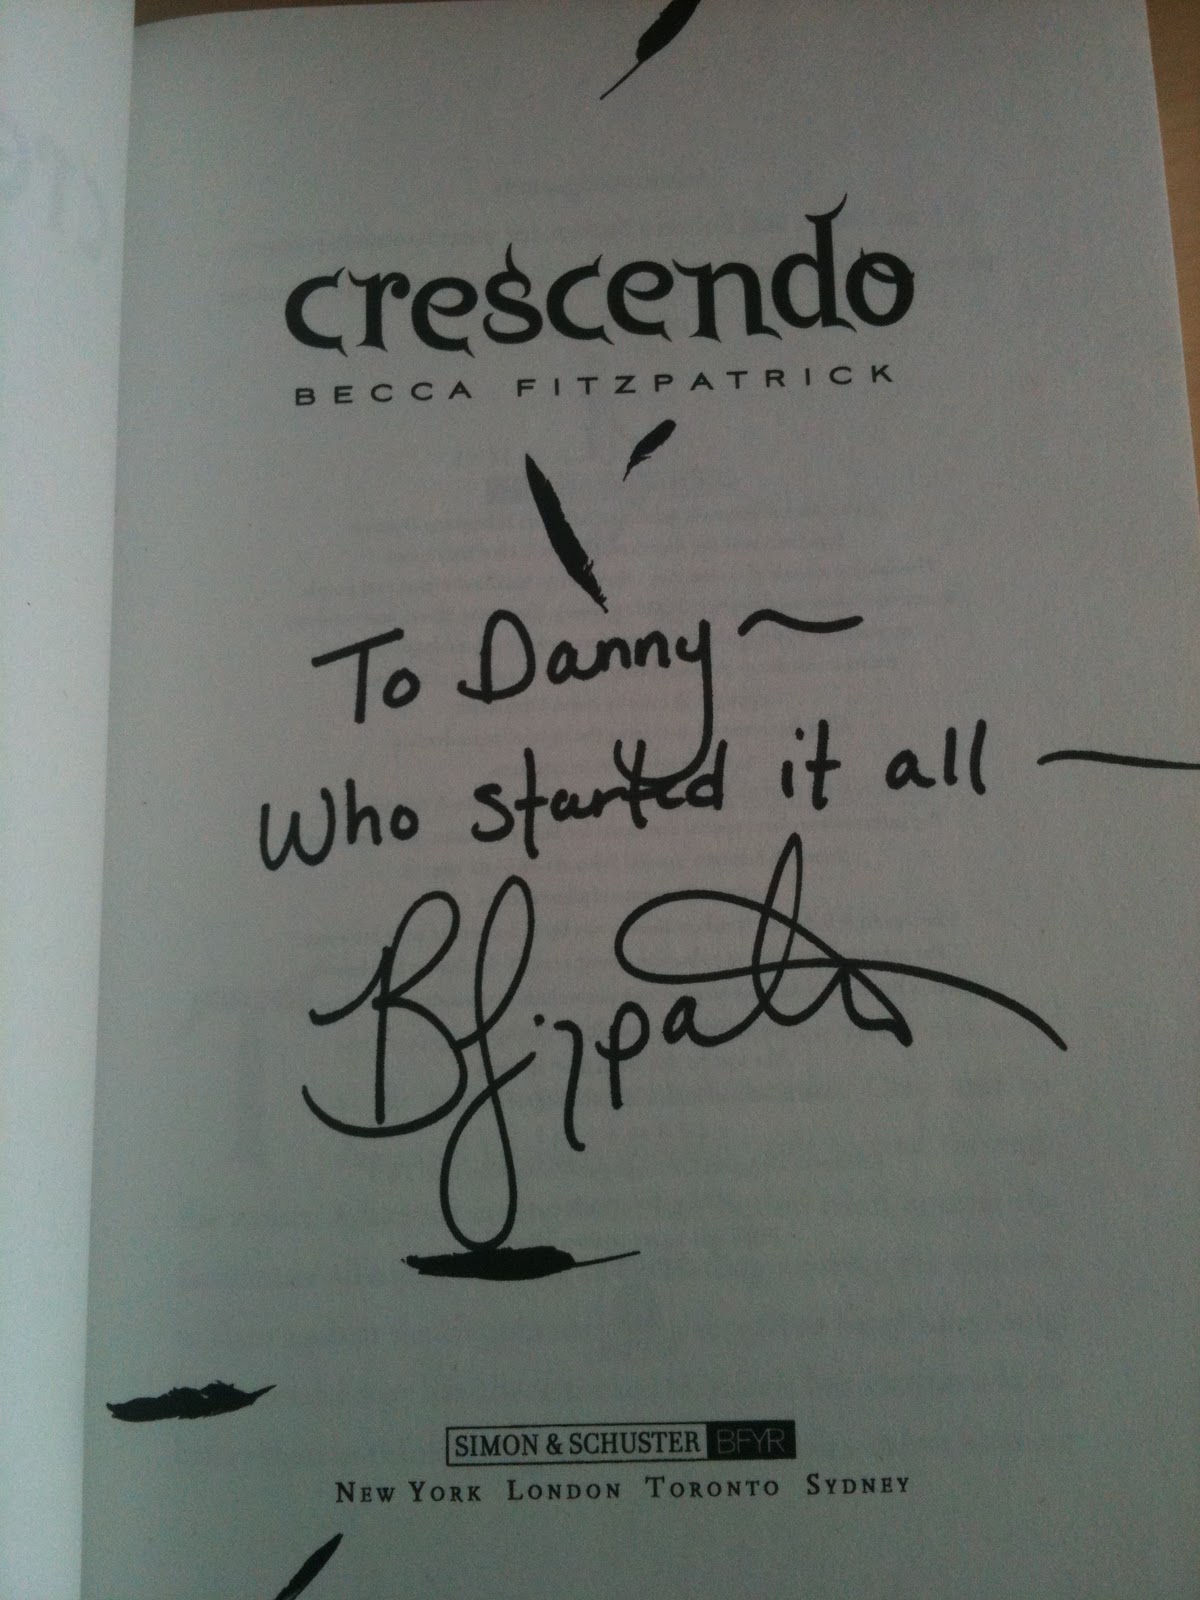 crescendo
BECCA FITZPATRICK
To Danny~
Who started it all —
SIMON & SCHUSTER BFYR
NEW YORK LONDON TORONTO SYDNEY